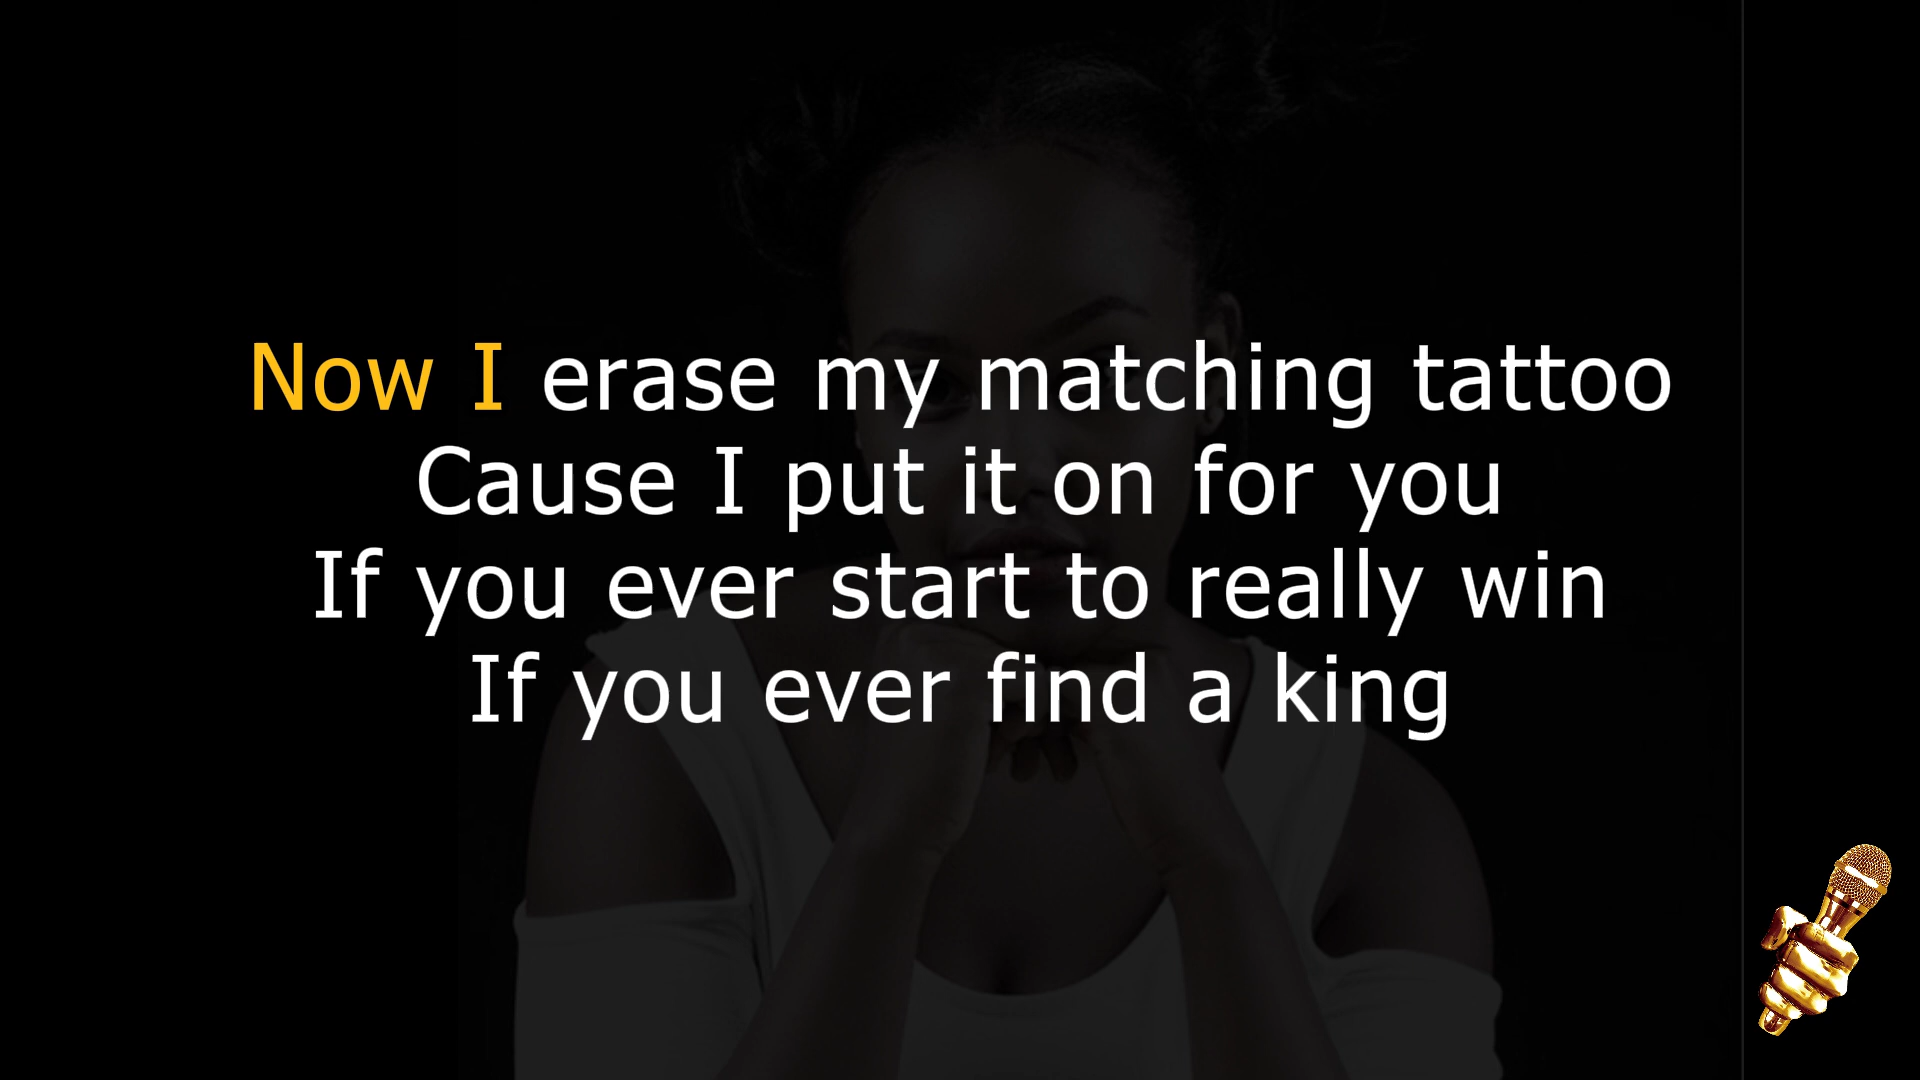 Now I erase my matching tattoo
Cause I put it on for you
If you ever start to really win
If you ever find a king